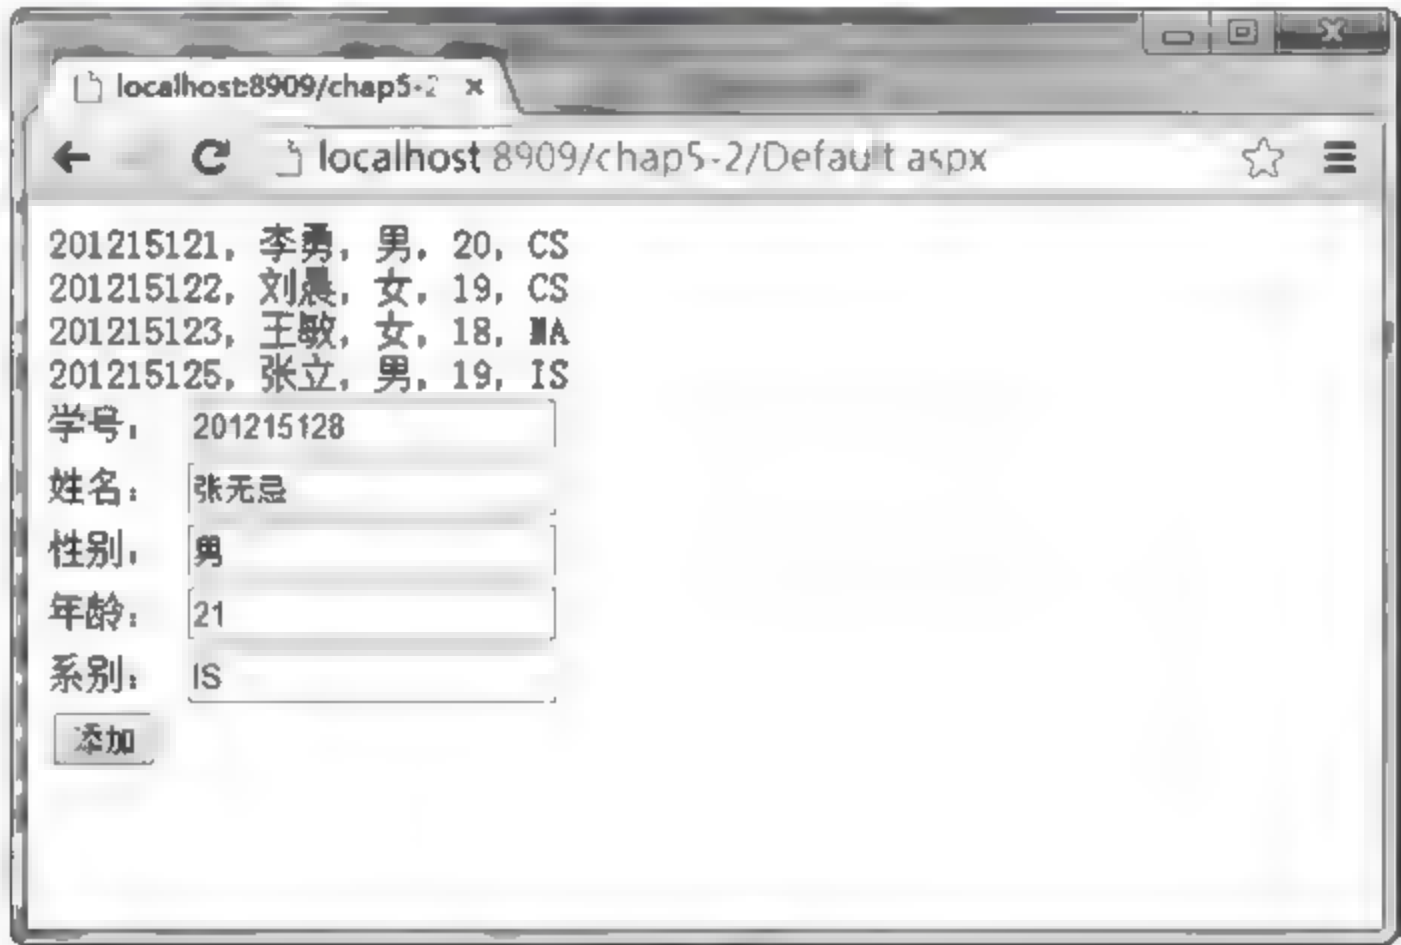 localhost:8909/chap5-2
localhost:8909/chap5-2/Default.aspx
201215121, 李勇, 男, 20, CS
201215122, 刘晨, 女, 19, CS
201215123, 王敏, 女, 18, MA
201215125, 张立, 男, 19, IS
学号: 201215128
姓名: 张无忌
性别: 男
年龄: 21
系别: IS
添加